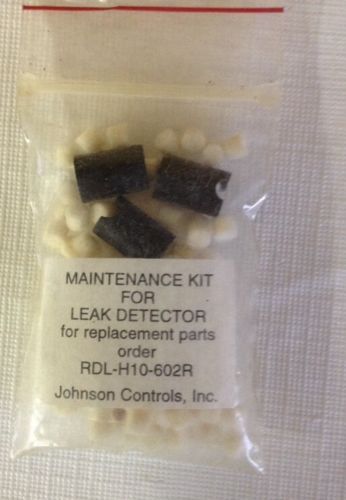 MAINTENANCE KIT
FOR
LEAK DETECTOR
for replacement parts
order
RDL-H10-602R
Johnson Controls, Inc.